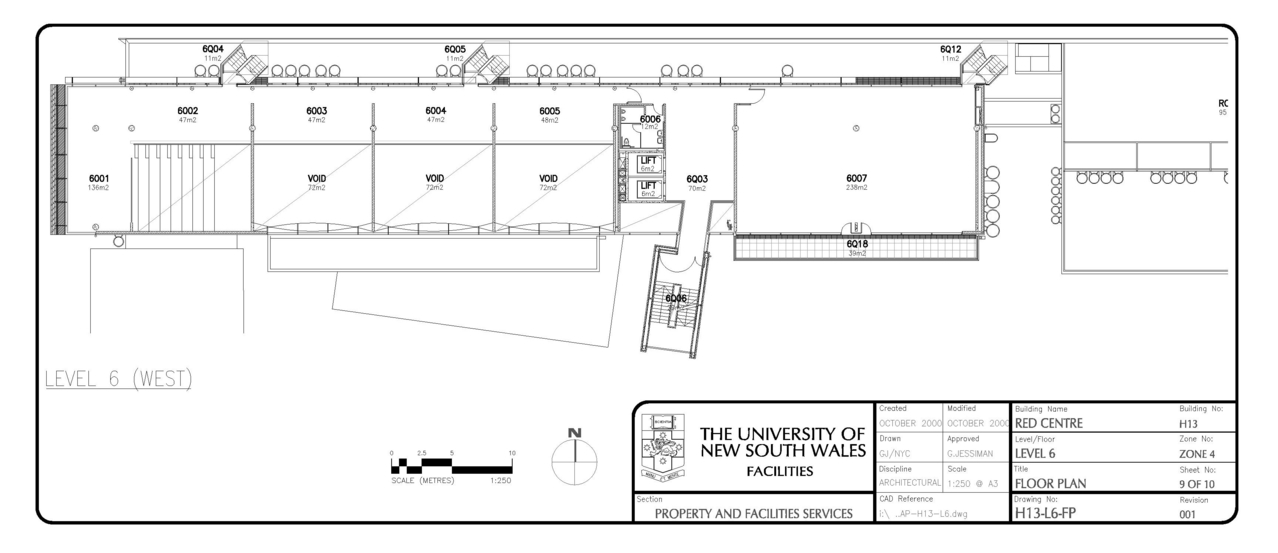 6Q04
11m2
6Q05
11m2
6Q12
11m2
6002
47m2
6003
47m2
6004
47m2
6005
48m2
6006
12m2
RC
95
LIFT
6m2
LIFT
6m2
6001
136m2
VOID
72m2
VOID
72m2
VOID
72m2
6Q03
70m2
6007
238m2
6Q18
39m2
6Q06
LEVEL 6 (WEST)
0 2.5 5 10
SCALE (METRES) 1:250
N
THE UNIVERSITY OF
NEW SOUTH WALES
FACILITIES
Section
PROPERTY AND FACILITIES SERVICES
Created
OCTOBER 2000
Modified
OCTOBER 2000
Drawn
GJ/NYC
Approved
G.JESSIMAN
Discipline
ARCHITECTURAL
Scale
1:250 @ A3
CAD Reference
I:\ ..AP-H13-L6.dwg
Building Name
RED CENTRE
Building No:
H13
Level/Floor
LEVEL 6
Zone No:
ZONE 4
Title
FLOOR PLAN
Sheet No:
9 OF 10
Drawing No:
H13-L6-FP
Revision
001